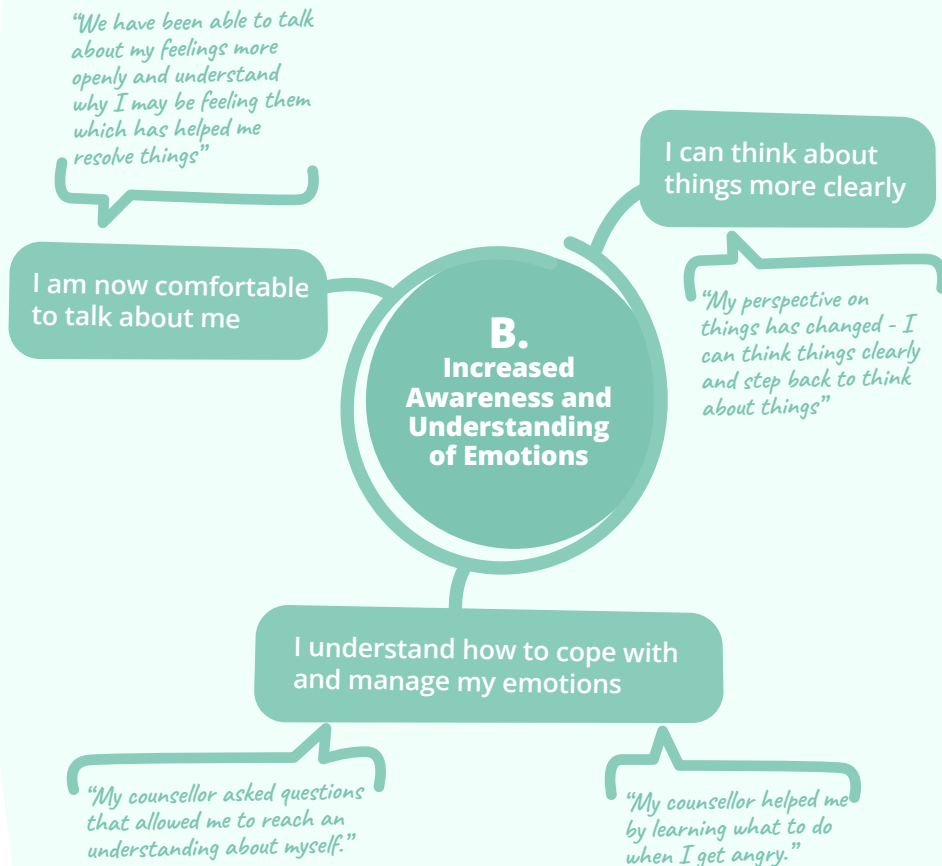 “We have been able to talk
about my feelings more
openly and understand
why I may be feeling them
which has helped me
resolve things”
I am now comfortable
to talk about me
I can think about
things more clearly
“My perspective on
things has changed - I
can think things clearly
and step back to think
about things”
B.
Increased
Awareness and
Understanding
of Emotions
I understand how to cope with
and manage my emotions
“My counsellor asked questions
that allowed me to reach an
understanding about myself.”
“My counsellor helped me
by learning what to do
when I get angry.”